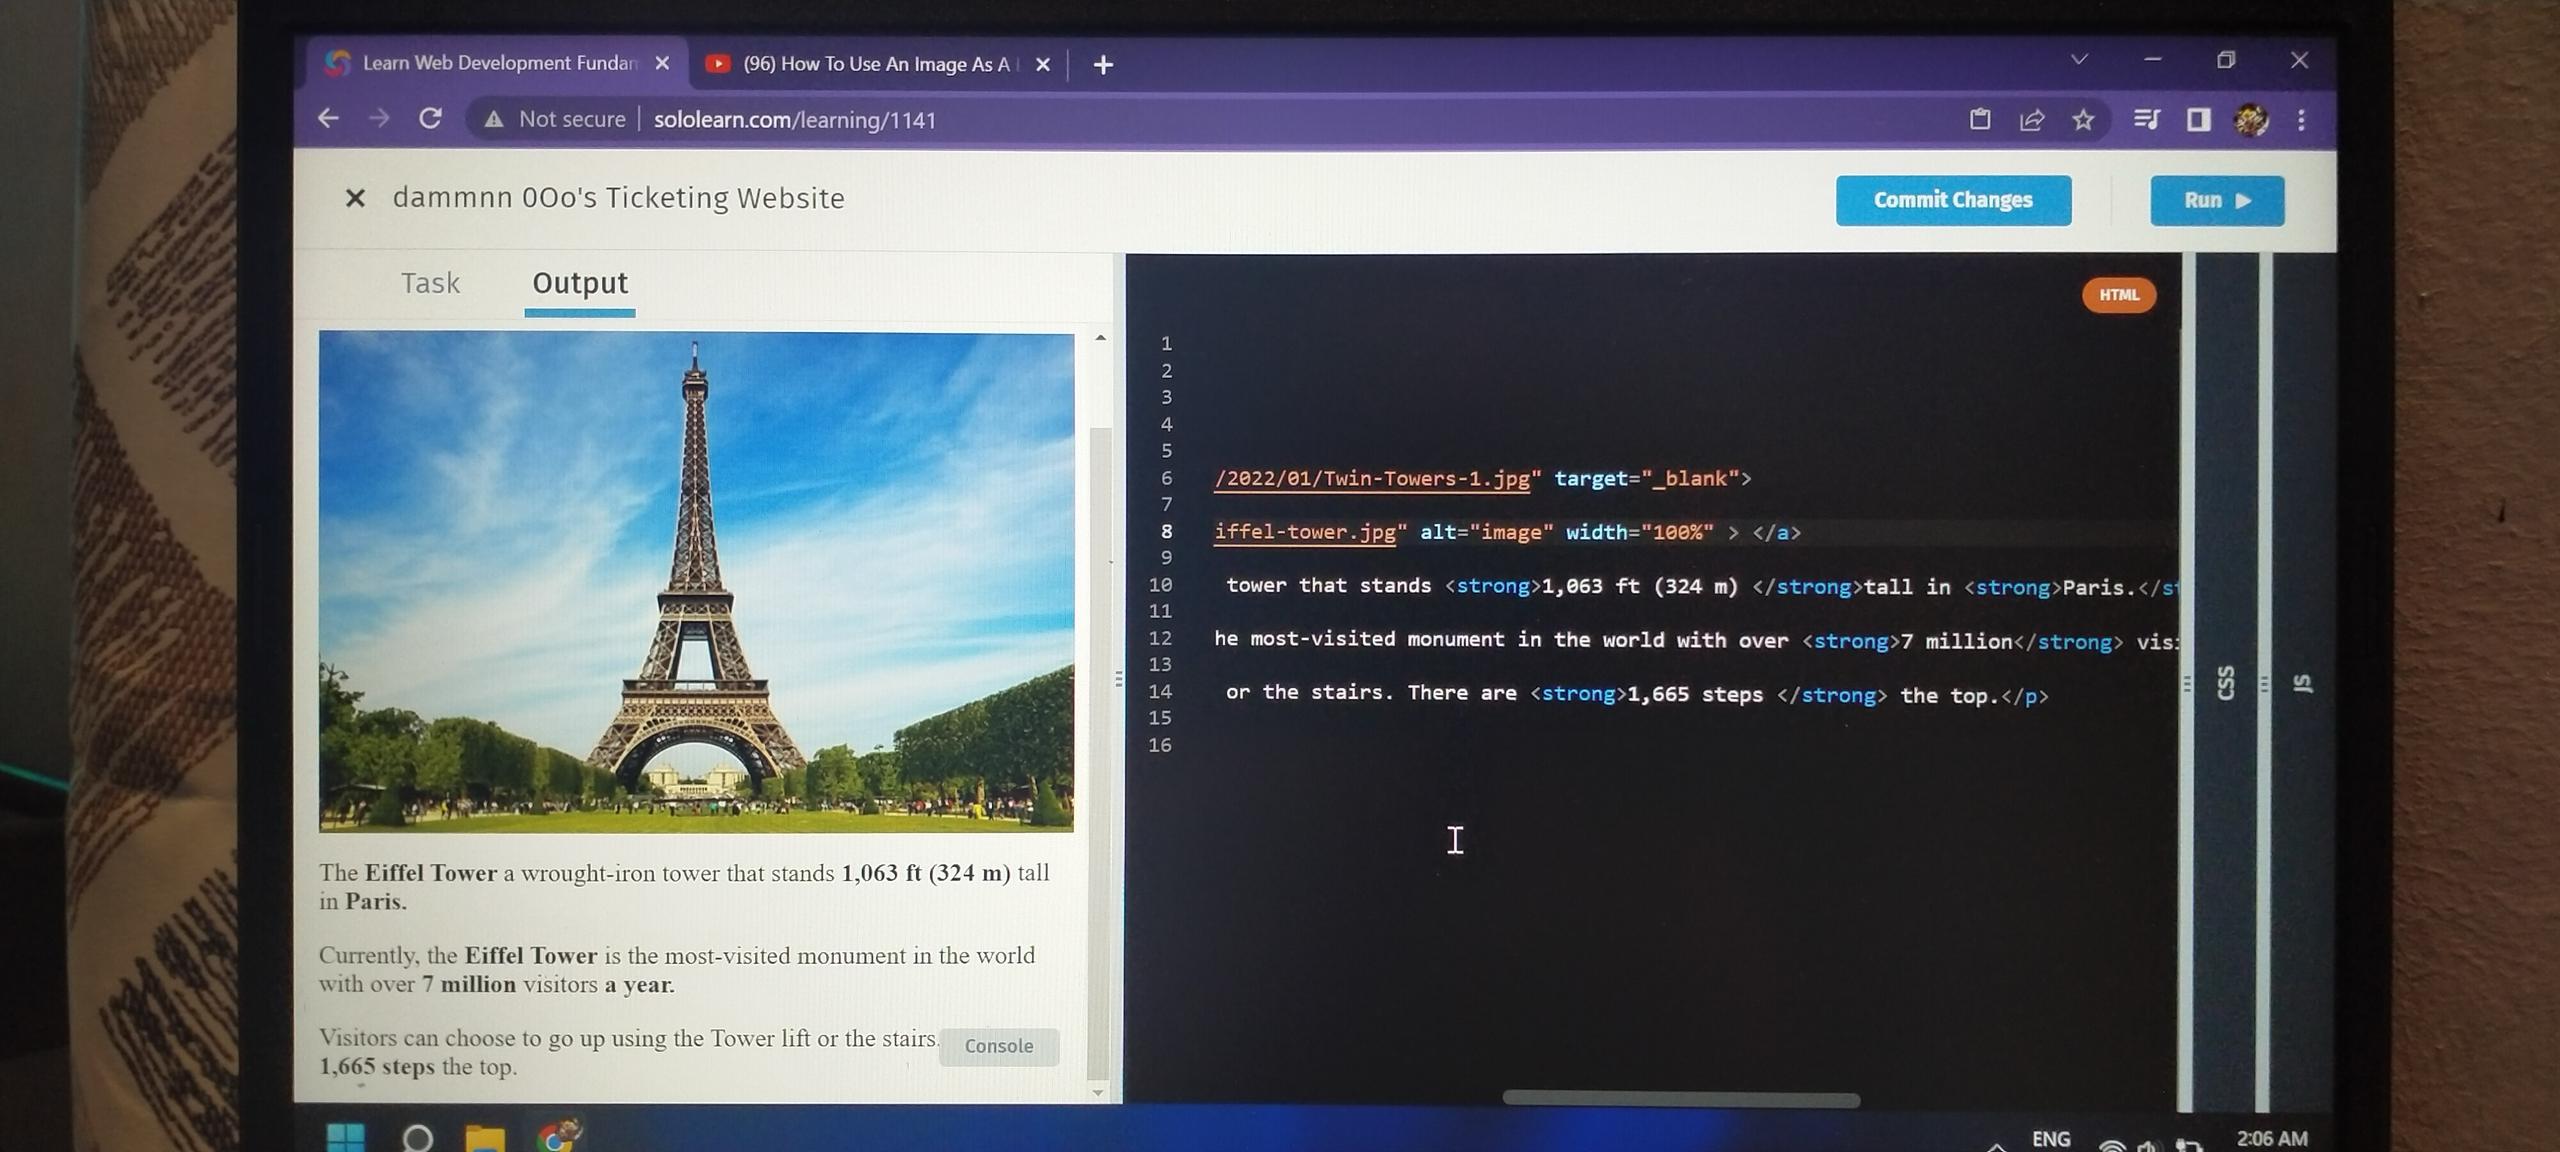 Learn Web Development Fundam
(96) How To Use An Image As A
Not secure
sololearn.com/learning/1141
dammnn 0Oo's Ticketing Website
Commit Changes
Run
Task
Output
HTML
1
2
3
4
5
6 /2022/01/Twin-Towers-1.jpg" target="_blank">
7
8 iffel-tower.jpg" alt="image" width="100%" > </a>
9
10 tower that stands <strong>1,063 ft (324 m) </strong>tall in <strong>Paris.</st
11
12 he most-visited monument in the world with over <strong>7 million</strong> vis
13
14 or the stairs. There are <strong>1,665 steps </strong> the top.</p>
15
16
CSS
JS
The Eiffel Tower a wrought-iron tower that stands 1,063 ft (324 m) tall
in Paris.
Currently, the Eiffel Tower is the most-visited monument in the world
with over 7 million visitors a year.
Visitors can choose to go up using the Tower lift or the stairs.
1,665 steps the top.
Console
ENG
2:06 AM